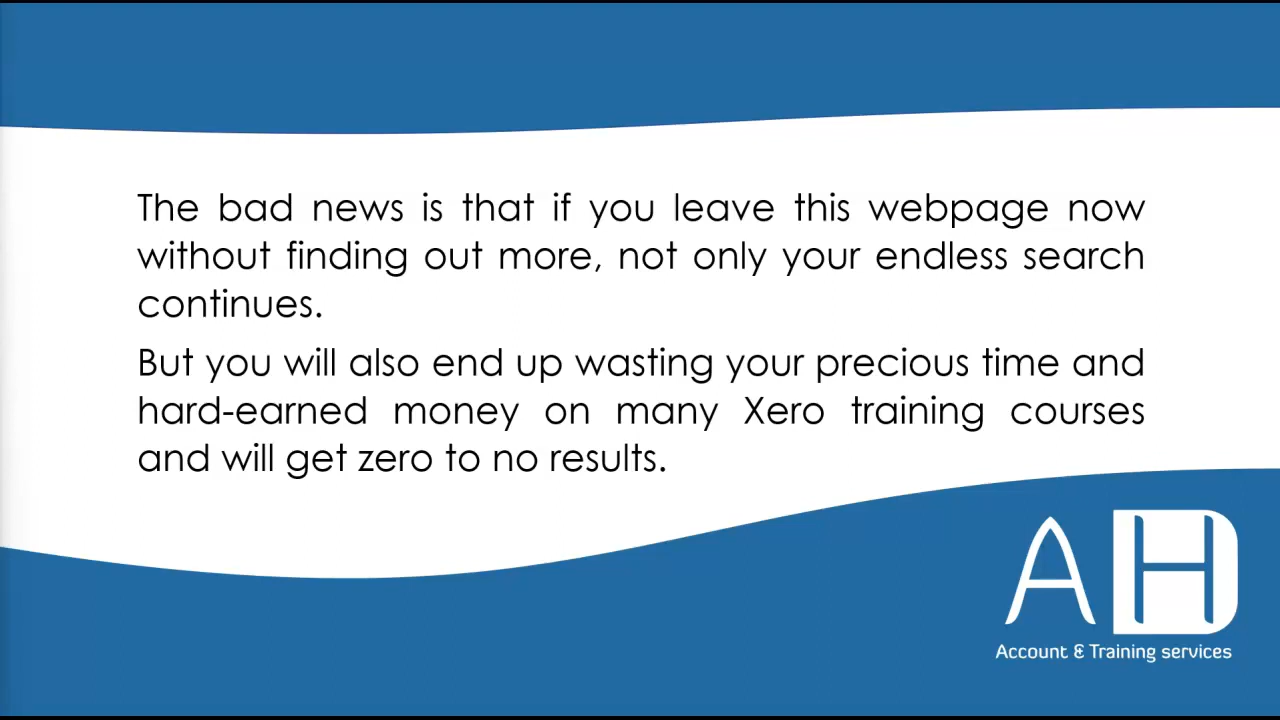 The bad news is that if you leave this webpage now
without finding out more, not only your endless search
continues.
But you will also end up wasting your precious time and
hard-earned money on many Xero training courses
and will get zero to no results.
AHD
Account & Training services